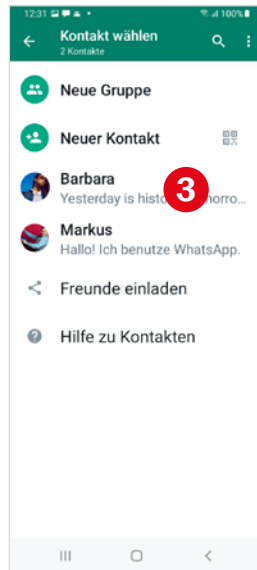 12:31 100%
Kontakt wählen
2 Kontakte
Neue Gruppe
Neuer Kontakt
Barbara
Yesterday is histo 3 horro...
Markus
Hallo! Ich benutze WhatsApp.
Freunde einladen
? Hilfe zu Kontakten